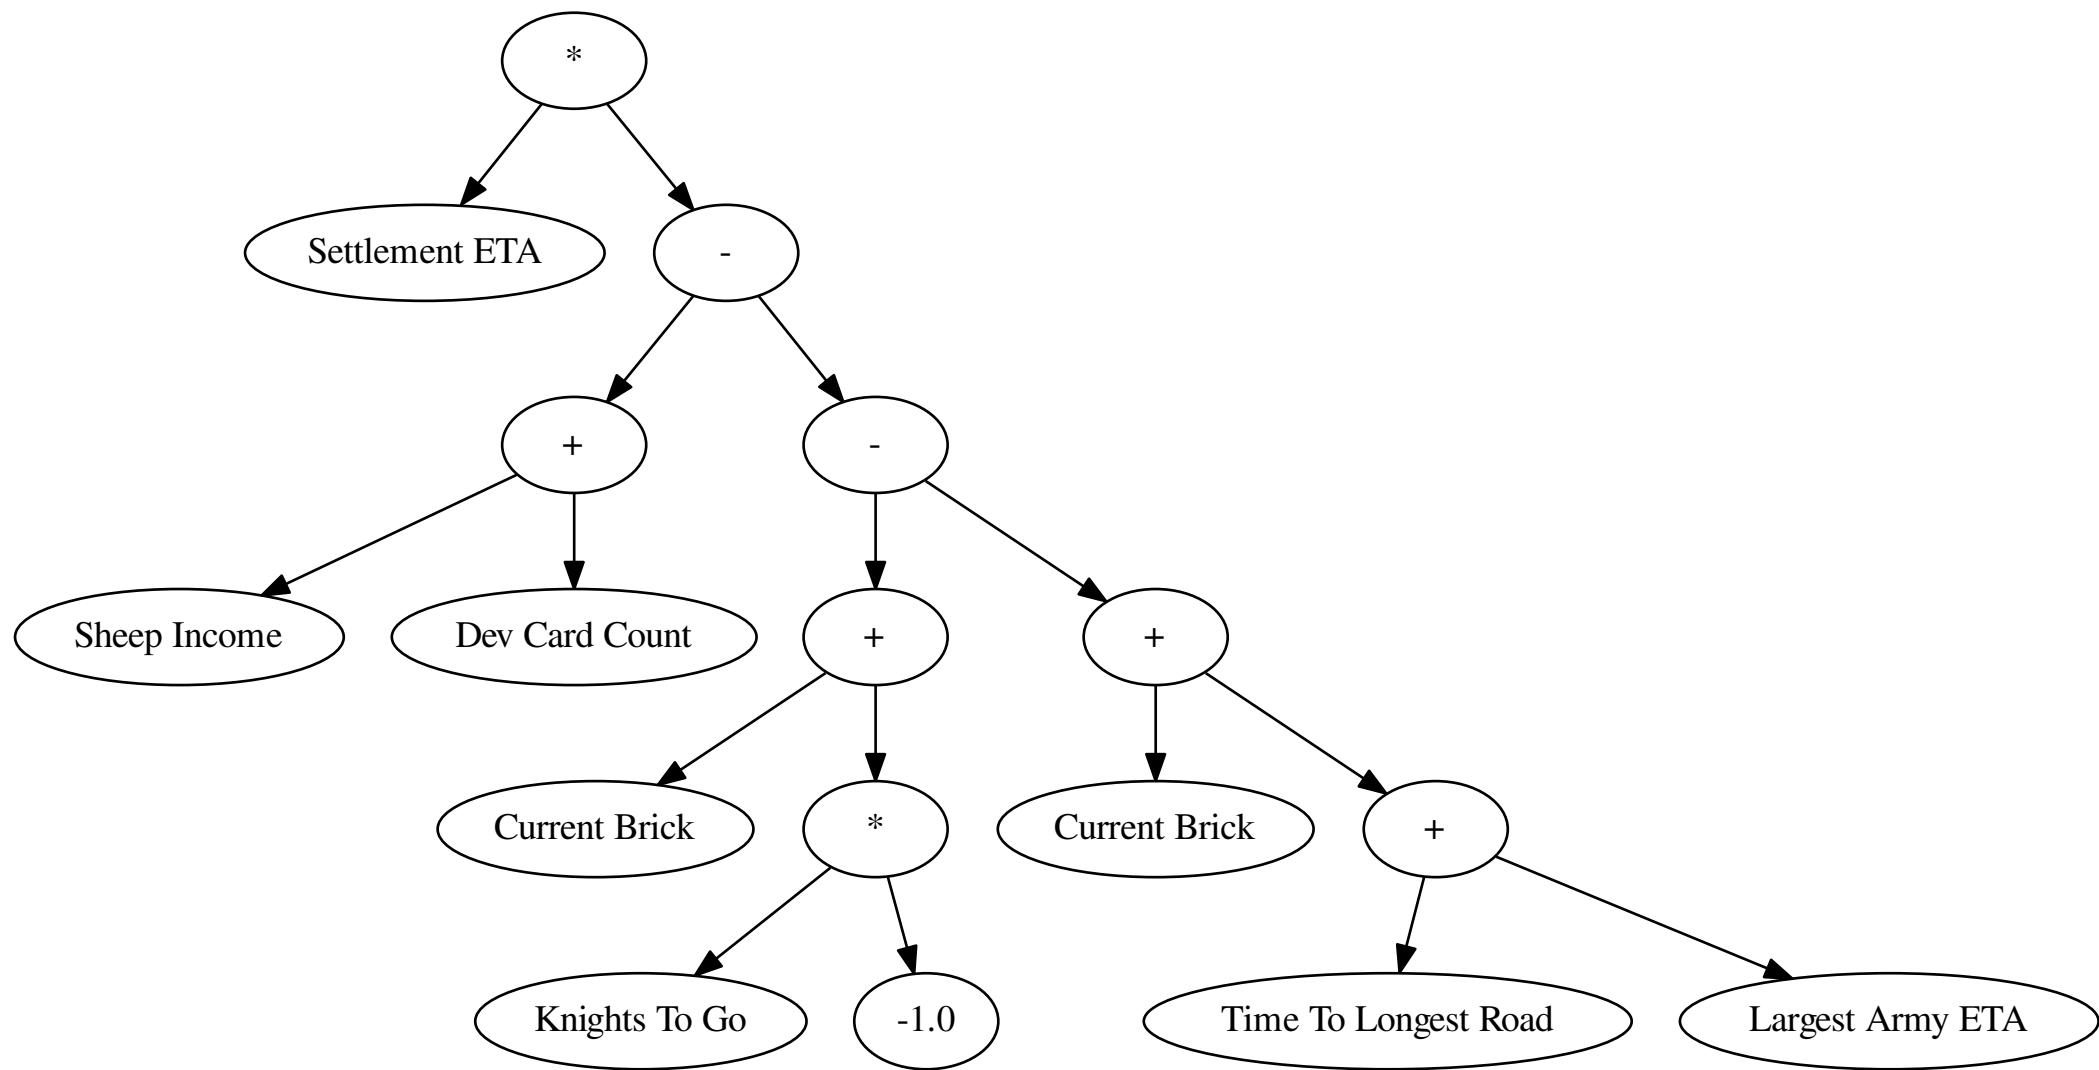 *
Settlement ETA
-
+
-
Sheep Income
Dev Card Count
+
+
Current Brick
*
Current Brick
+
Knights To Go
-1.0
Time To Longest Road
Largest Army ETA